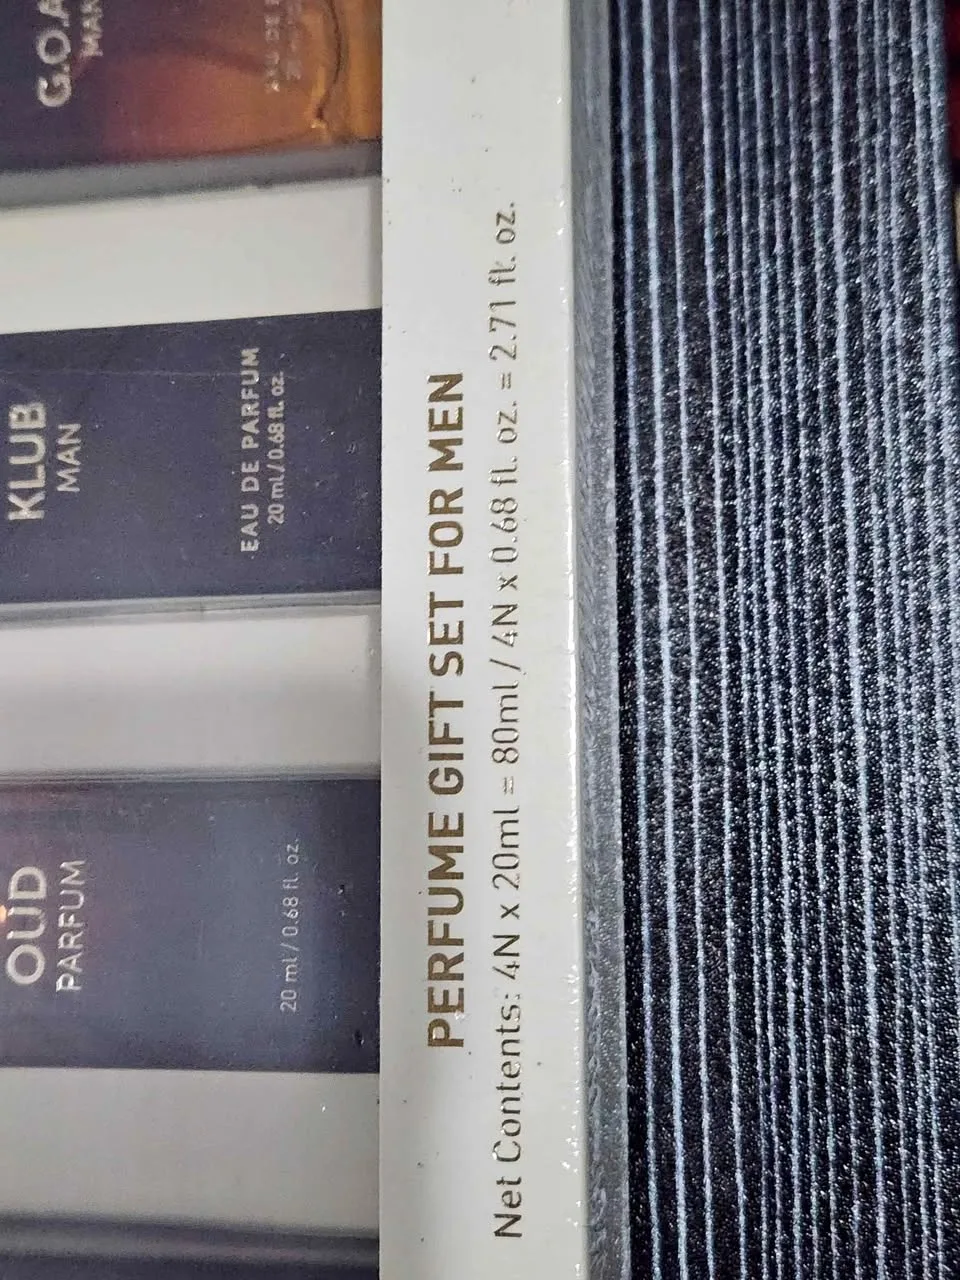 G.O.A
MAN
KLUB
MAN
EAU DE PARFUM
20 mL / 0.68 fl. oz.
OUD
PARFUM
20 ml / 0.68 fl. oz.
PERFUME GIFT SET FOR MEN
Net Contents: 4N x 20ml = 80ml / 4N x 0.68 fl. oz. = 2.71 fl. oz.